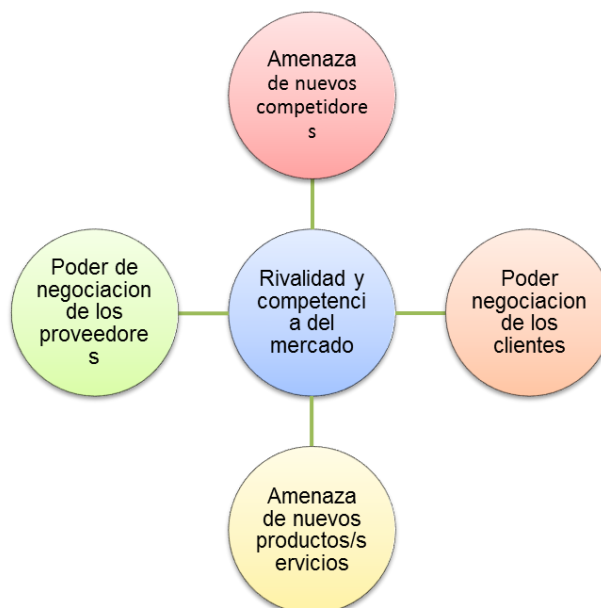 Amenaza
de nuevos
competidore
s
Poder de
negociacion
de los
proveedore
s
Rivalidad y
competenci
a del
mercado
Poder
negociacion
de los
clientes
Amenaza
de nuevos
productos/s
ervicios